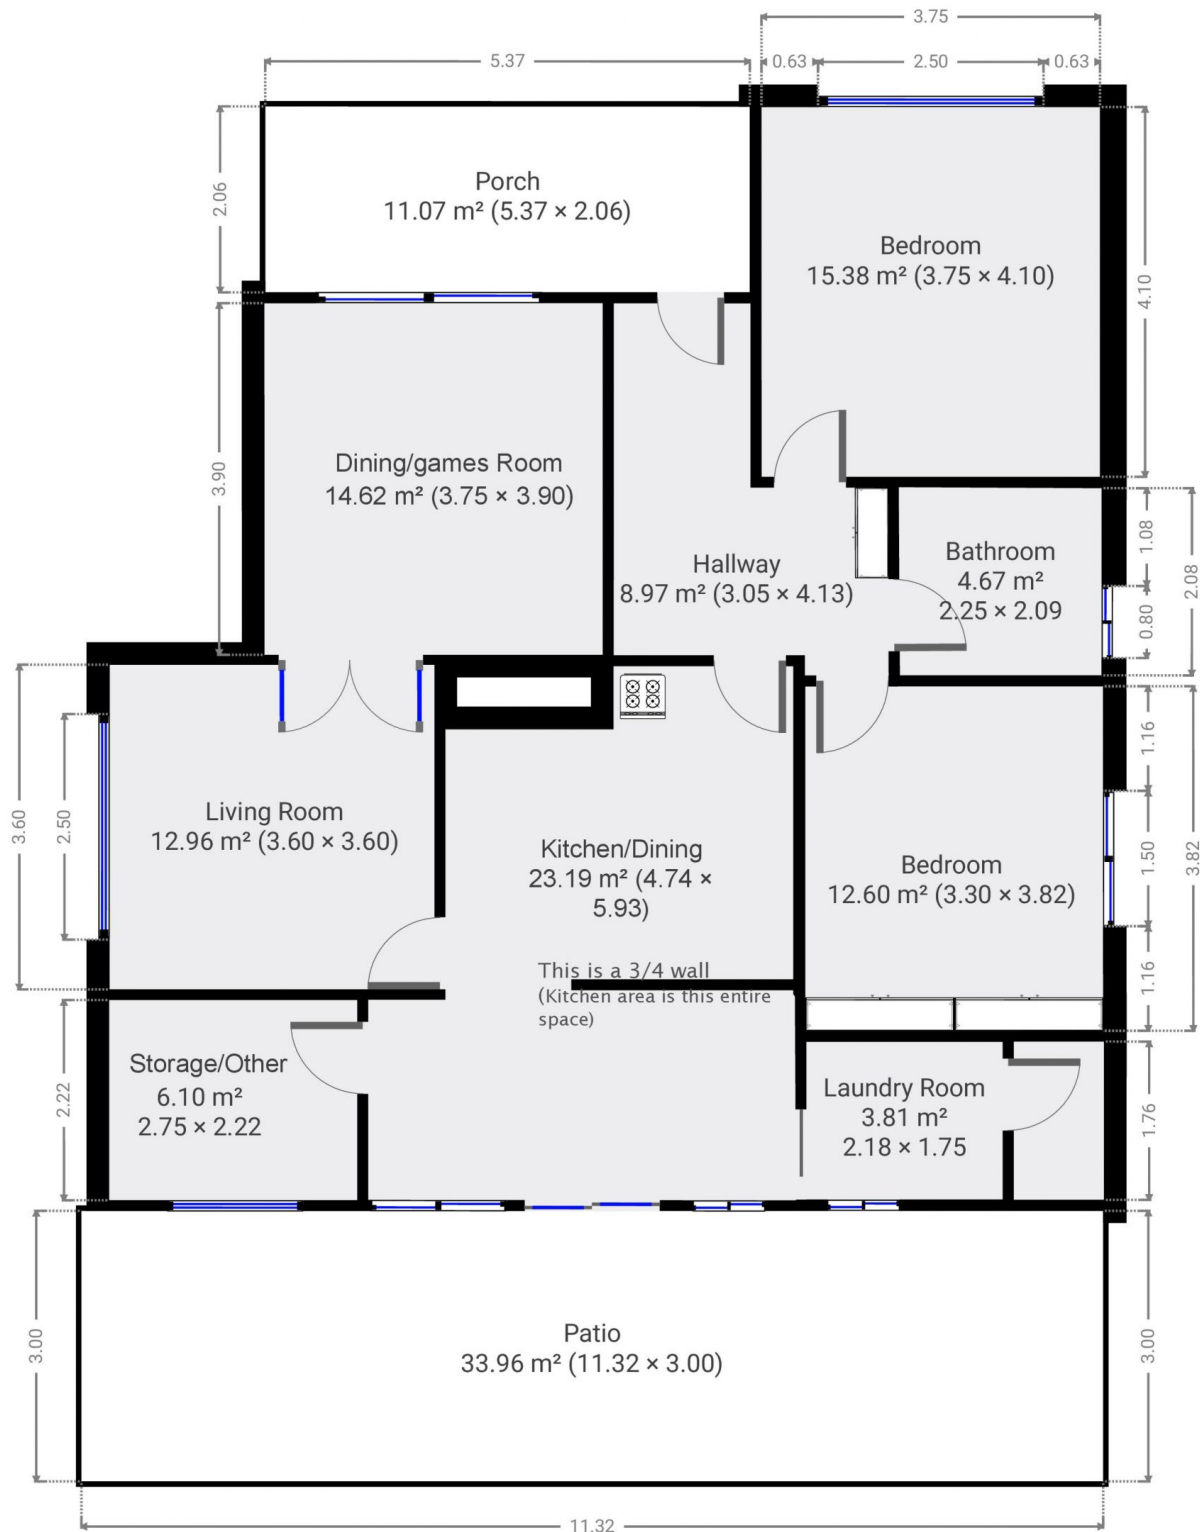 3.75
5.37
0.63
2.50
0.63
2.06
Porch
11.07 m² (5.37 × 2.06)
Bedroom
15.38 m² (3.75 × 4.10)
4.10
3.90
Dining/games Room
14.62 m² (3.75 × 3.90)
Hallway
8.97 m² (3.05 × 4.13)
Bathroom
4.67 m²
2.25 × 2.09
1.08
0.80
2.08
3.60
2.50
Living Room
12.96 m² (3.60 × 3.60)
Kitchen/Dining
23.19 m² (4.74 ×
5.93)
Bedroom
12.60 m² (3.30 × 3.82)
1.16
1.50
1.16
3.82
This is a 3/4 wall
(Kitchen area is this entire
space)
2.22
Storage/Other
6.10 m²
2.75 × 2.22
Laundry Room
3.81 m²
2.18 × 1.75
1.76
3.00
Patio
33.96 m² (11.32 × 3.00)
3.00
11.32